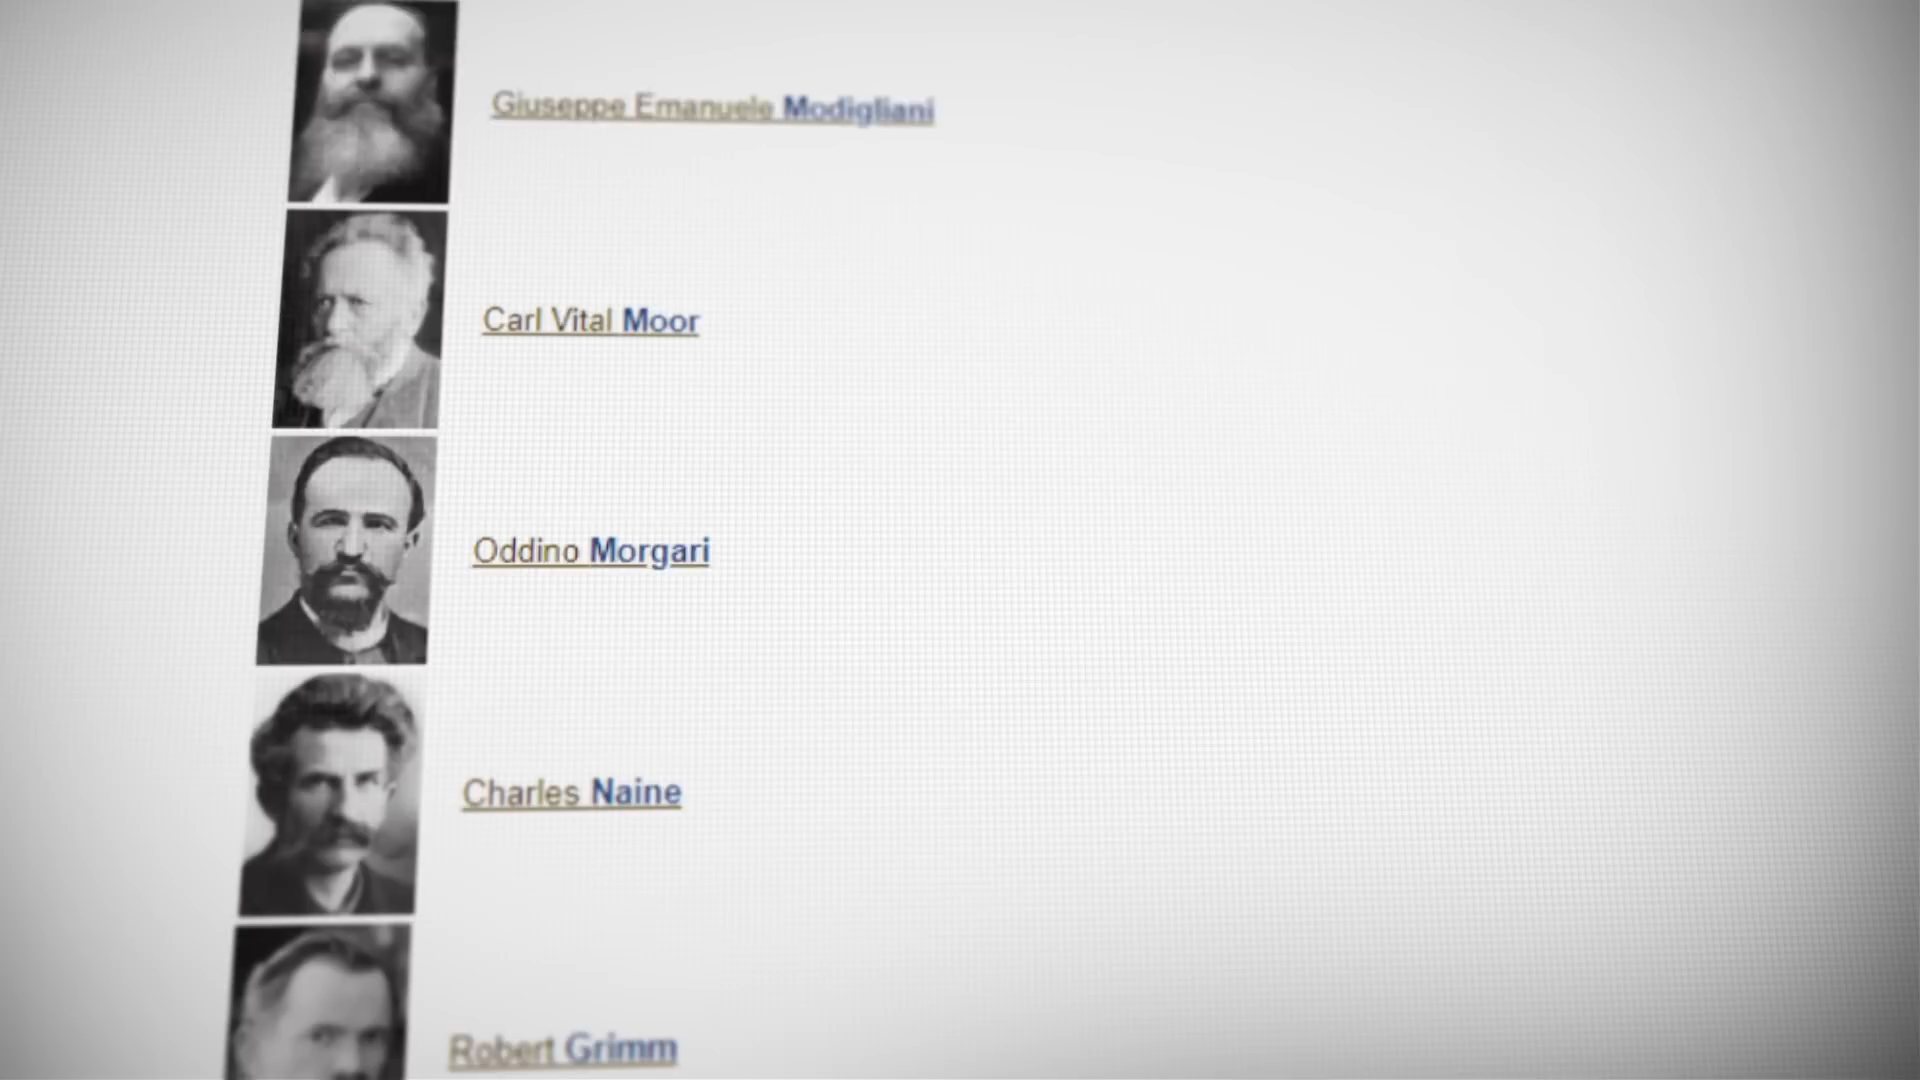 Giuseppe Emanuele Modigliani
Carl Vital Moor
Oddino Morgari
Charles Naine
Robert Grimm